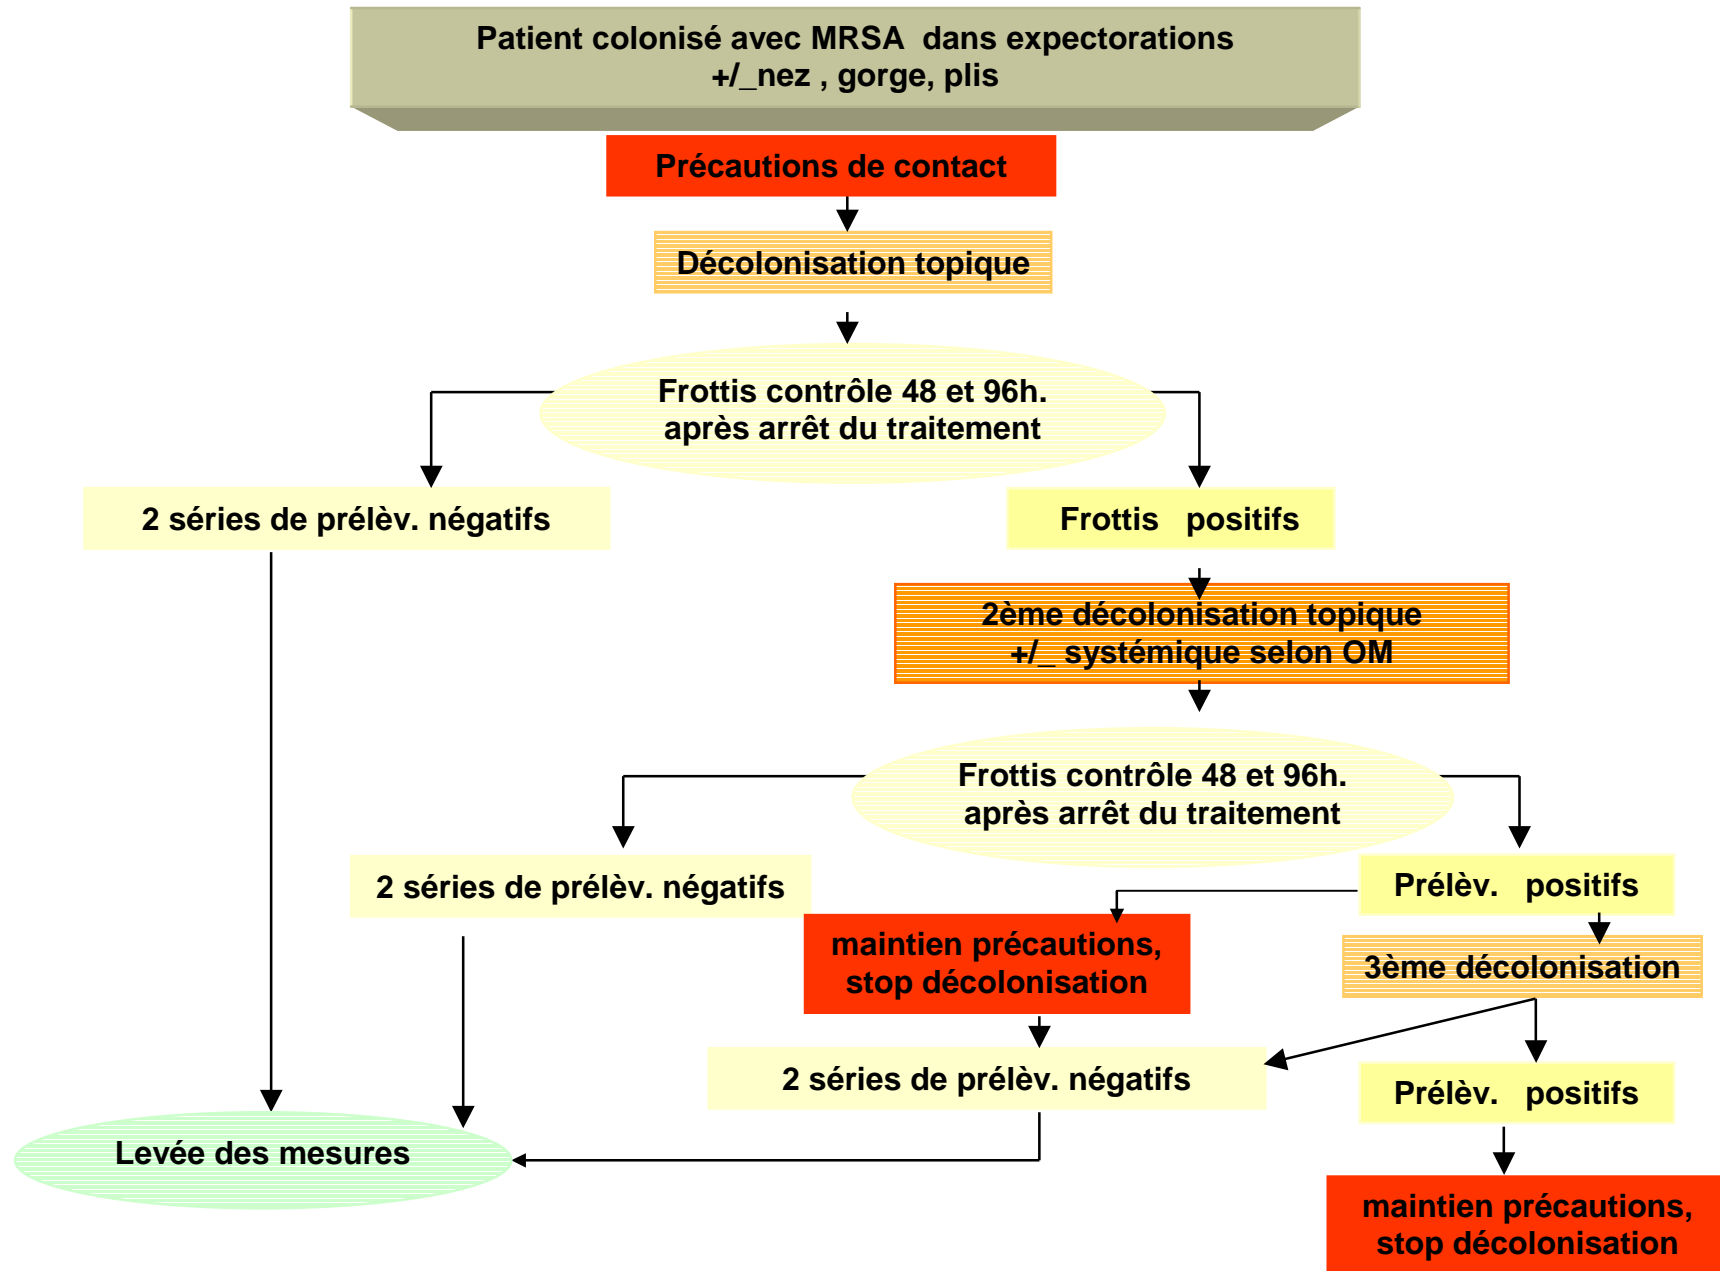 Patient colonisé avec MRSA dans expectorations
+/_nez , gorge, plis
Précautions de contact
Décolonisation topique
Frottis contrôle 48 et 96h.
après arrêt du traitement
2 séries de prélèv. négatifs
Frottis positifs
2ème décolonisation topique
+/_ systémique selon OM
Frottis contrôle 48 et 96h.
après arrêt du traitement
2 séries de prélèv. négatifs
Prélèv. positifs
maintien précautions,
stop décolonisation
3ème décolonisation
2 séries de prélèv. négatifs
Prélèv. positifs
Levée des mesures
maintien précautions,
stop décolonisation